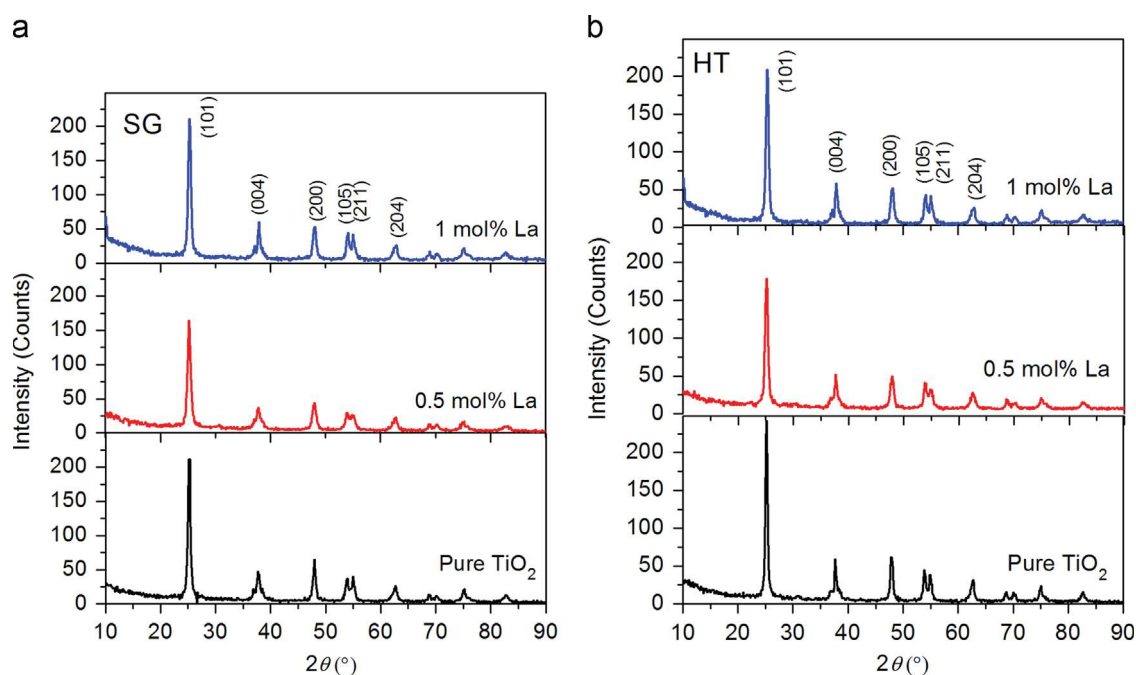 a
SG
(101)
(004)
(200)
(105)
(211)
(204)
1 mol% La
0.5 mol% La
Pure TiO₂
200
150
100
50
0
200
150
100
50
0
200
150
100
50
0
Intensity (Counts)
10 20 30 40 50 60 70 80 90
2θ (°)
b
HT
(101)
(004)
(200)
(105)
(211)
(204)
1 mol% La
0.5 mol% La
Pure TiO₂
200
150
100
50
0
200
150
100
50
0
200
150
100
50
0
Intensity (Counts)
10 20 30 40 50 60 70 80 90
2θ (°)